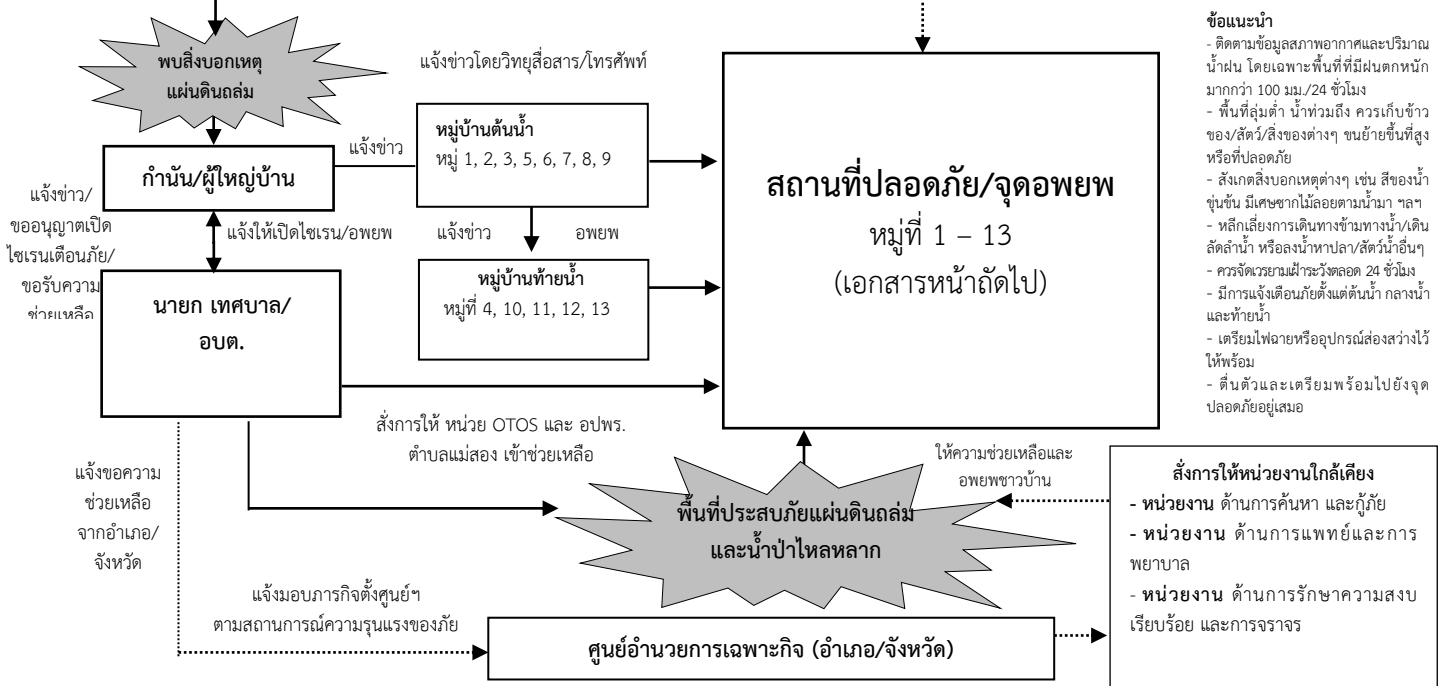 พบสิ่งบอกเหตุ
แผ่นดินถล่ม
แจ้งข่าวโดยวิทยุสื่อสาร/โทรศัพท์
กำนัน/ผู้ใหญ่บ้าน
แจ้งข่าว
หมู่บ้านต้นน้ำ
หมู่ 1, 2, 3, 5, 6, 7, 8, 9
แจ้งข่าว/
ขออนุญาตเปิด
ไซเรนเตือนภัย/
ขอรับความ
ช่วยเหลือ
แจ้งให้เปิดไซเรน/อพยพ
แจ้งข่าว
อพยพ
หมู่บ้านท้ายน้ำ
หมู่ที่ 4, 10, 11, 12, 13
นายก เทศบาล/
อบต.
สถานที่ปลอดภัย/จุดอพยพ
หมู่ที่ 1 – 13
(เอกสารหน้าถัดไป)
ข้อแนะนำ
- ติดตามข้อมูลสภาพอากาศและปริมาณ
น้ำฝน โดยเฉพาะพื้นที่ที่มีฝนตกหนัก
มากกว่า 100 มม./24 ชั่วโมง
- พื้นที่ลุ่มต่ำ น้ำท่วมถึง ควรเก็บข้าว
ของ/สัตว์/สิ่งของต่างๆ ขนย้ายขึ้นที่สูง
หรือที่ปลอดภัย
- สังเกตสิ่งบอกเหตุต่างๆ เช่น สีของน้ำ
ขุ่นข้น มีเศษซากไม้ลอยตามน้ำมา ฯลฯ
- หลีกเลี่ยงการเดินทางข้ามทางน้ำ/เดิน
ลัดลำน้ำ หรือลงน้ำหาปลา/สัตว์น้ำอื่นๆ
- ควรจัดเวรยามเฝ้าระวังตลอด 24 ชั่วโมง
- มีการแจ้งเตือนภัยตั้งแต่ต้นน้ำ กลางน้ำ
และท้ายน้ำ
- เตรียมไฟฉายหรืออุปกรณ์ส่องสว่างไว้
ให้พร้อม
- ตื่นตัวและเตรียมพร้อมไปยังจุด
ปลอดภัยอยู่เสมอ
สั่งการให้ หน่วย OTOS และ อปพร.
ตำบลแม่สอง เข้าช่วยเหลือ
แจ้งขอความ
ช่วยเหลือ
จากอำเภอ/
จังหวัด
พื้นที่ประสบภัยแผ่นดินถล่ม
และน้ำป่าไหลหลาก
ให้ความช่วยเหลือและ
อพยพชาวบ้าน
สั่งการให้หน่วยงานใกล้เคียง
- หน่วยงาน ด้านการค้นหา และกู้ภัย
- หน่วยงาน ด้านการแพทย์และการ
พยาบาล
- หน่วยงาน ด้านการรักษาความสงบ
เรียบร้อย และการจราจร
แจ้งมอบภารกิจตั้งศูนย์ฯ
ตามสถานการณ์ความรุนแรงของภัย
ศูนย์อำนวยการเฉพาะกิจ (อำเภอ/จังหวัด)